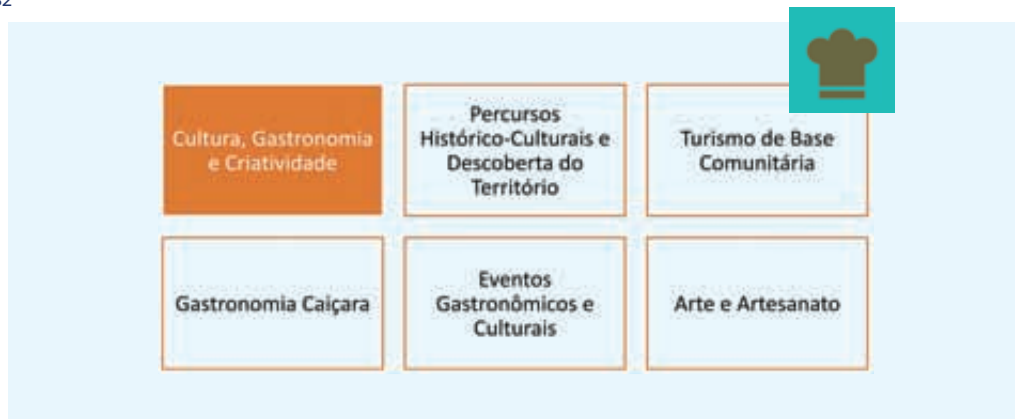 Cultura, Gastronomia
e Criatividade
Percursos
Histórico-Culturais e
Descoberta do
Território
Turismo de Base
Comunitária
Gastronomia Caiçara
Eventos
Gastronômicos e
Culturais
Arte e Artesanato